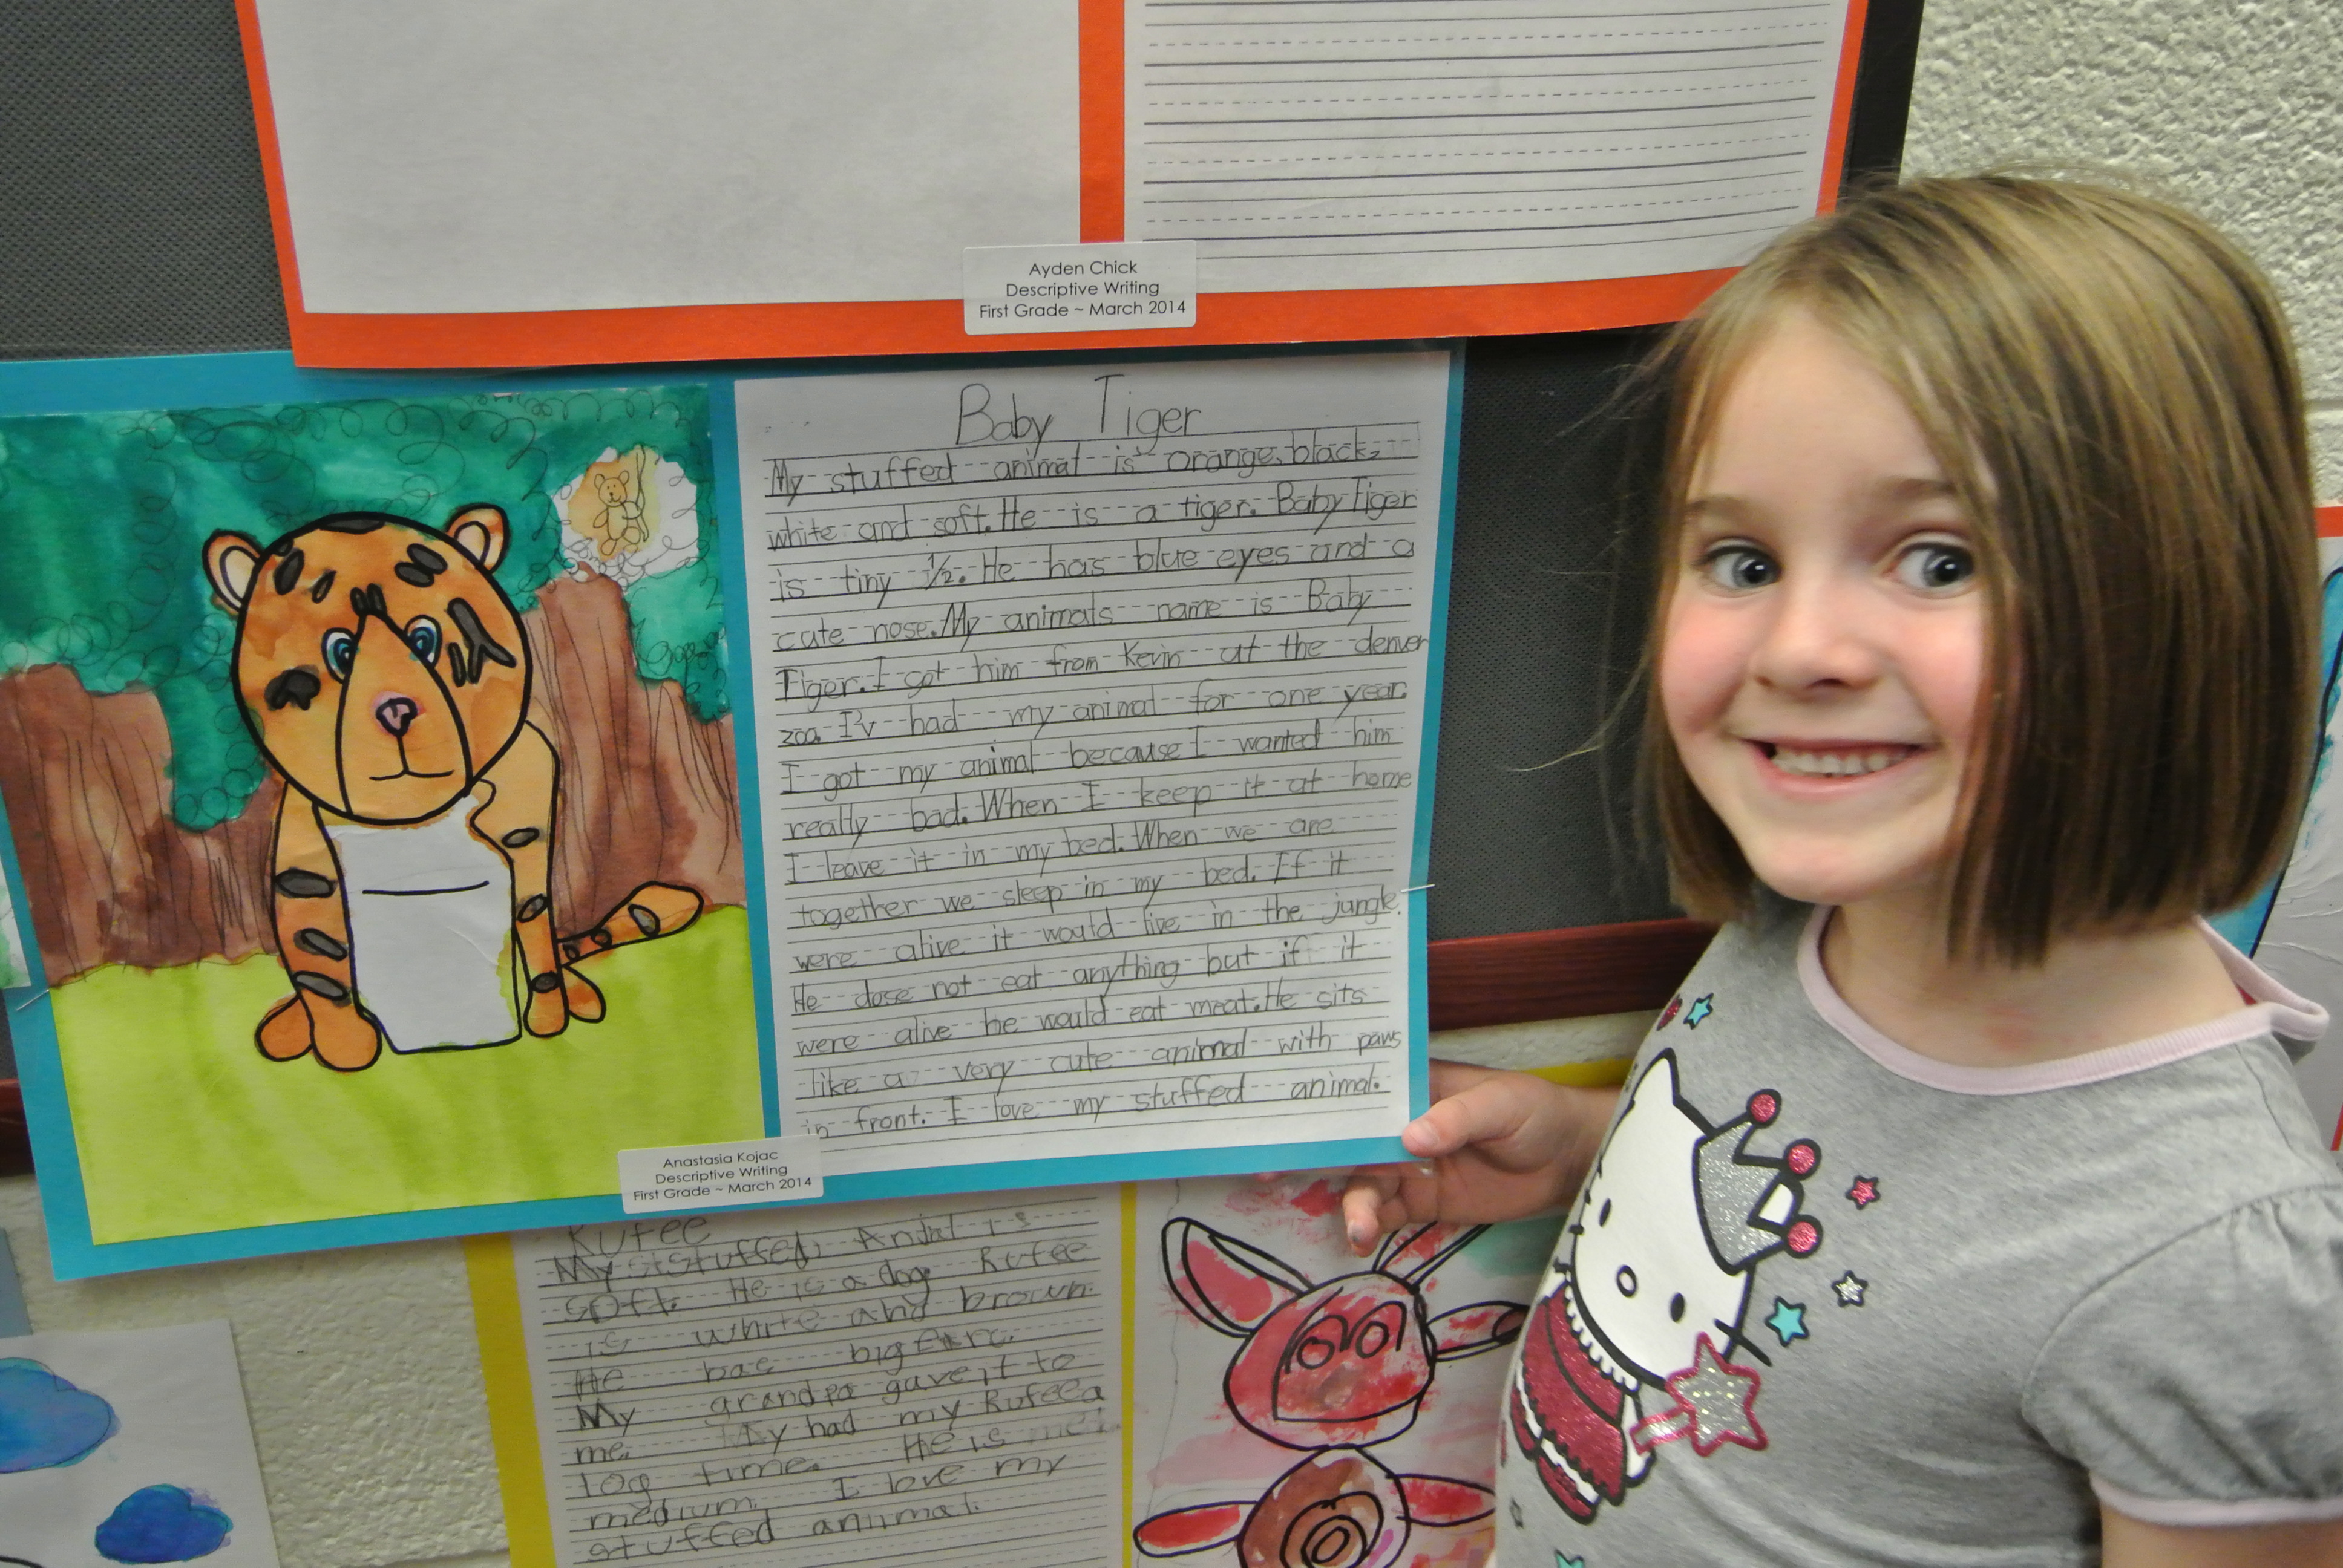 Ayden Chick
Descriptive Writing
First Grade ~ March 2014
Baby Tiger
My stuffed animal is orange, black,
white and soft. He is a tiger. Baby Tiger
is tiny 1/2. He has blue eyes and a
cute nose. My animals name is Baby
Tiger. I got him from Kevin at the denver
zoo. I'v had my animal for one year.
I got my animal because I wanted him
really bad. When I keep it at home
I leave it in my bed. When we are
together we sleep in my bed. If it
were alive it would live in the jungle.
He dose not eat anything but if it
were alive he would eat meat. He sits
like a very cute animal with paws
in front. I love my stuffed animal.
Anastasia Kojac
Descriptive Writing
First Grade ~ March 2014
Rufee
My is
soft. He is a dog. Rufee
is white and brown.
He big
My grandpa gave it to
me. had my Rufee a
log time. He is
medium. I love my
stuffed animal.